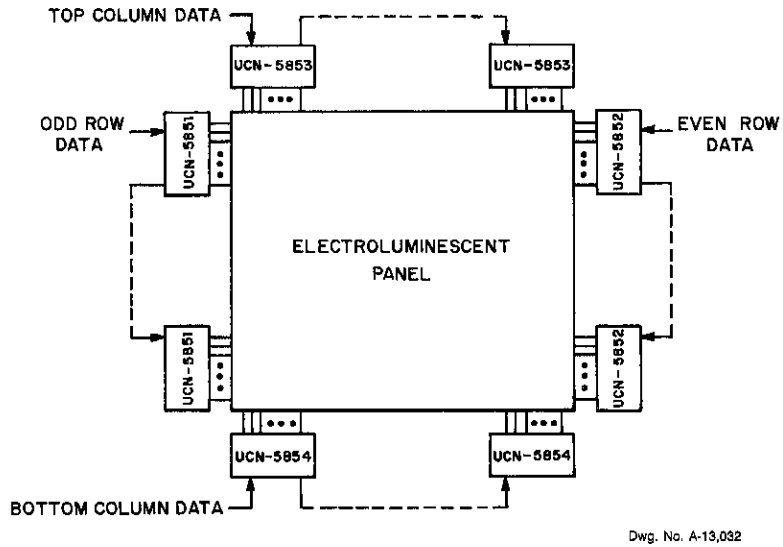 TOP COLUMN DATA
UCN-5853
UCN-5853
ODD ROW
DATA
UCN-5851
UCN-5852
EVEN ROW
DATA
ELECTROLUMINESCENT
PANEL
UCN-5851
UCN-5852
UCN-5854
UCN-5854
BOTTOM COLUMN DATA
Dwg. No. A-13,032